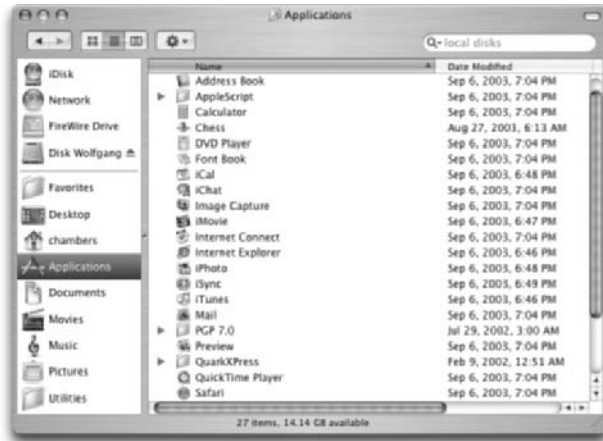 Applications
local disks
iDisk
Network
FireWire Drive
Disk Wolfgang
Favorites
Desktop
chambers
Applications
Documents
Movies
Music
Pictures
Utilities
Name Date Modified
Address Book Sep 6, 2003, 7:04 PM
AppleScript Sep 6, 2003, 7:04 PM
Calculator Sep 6, 2003, 7:04 PM
Chess Aug 27, 2003, 6:13 AM
DVD Player Sep 6, 2003, 7:04 PM
Font Book Sep 6, 2003, 7:04 PM
iCal Sep 6, 2003, 6:48 PM
iChat Sep 6, 2003, 7:04 PM
Image Capture Sep 6, 2003, 7:04 PM
iMovie Sep 6, 2003, 6:47 PM
Internet Connect Sep 6, 2003, 7:04 PM
Internet Explorer Sep 6, 2003, 6:46 PM
iPhoto Sep 6, 2003, 6:48 PM
iSync Sep 6, 2003, 6:49 PM
iTunes Sep 6, 2003, 6:46 PM
Mail Sep 6, 2003, 7:04 PM
PGP 7.0 Jul 29, 2002, 3:00 AM
Preview Sep 6, 2003, 7:04 PM
QuarkXPress Feb 9, 2002, 12:51 AM
QuickTime Player Sep 6, 2003, 7:04 PM
Safari Sep 6, 2003, 7:04 PM
27 items, 14.14 GB available